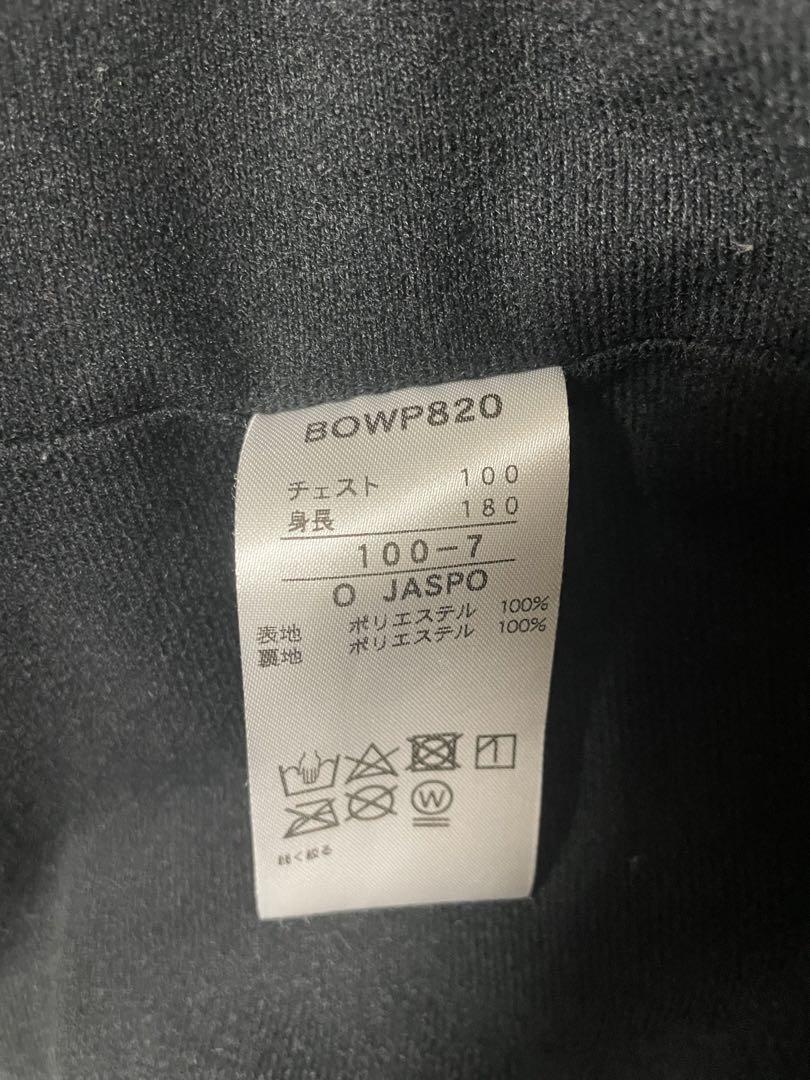 BOWP820
チェスト 100
身長 180
100-7
O JASPO
表地 ポリエステル 100%
裏地 ポリエステル 100%
1
W
弱く絞る